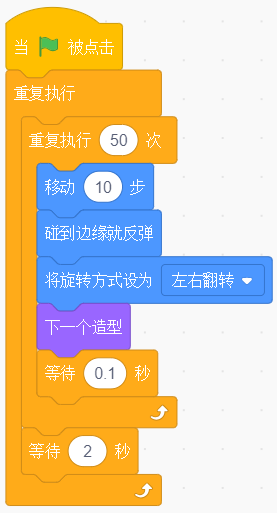 当 被点击
重复执行
重复执行 50 次
移动 10 步
碰到边缘就反弹
将旋转方式设为 左右翻转
下一个造型
等待 0.1 秒
等待 2 秒